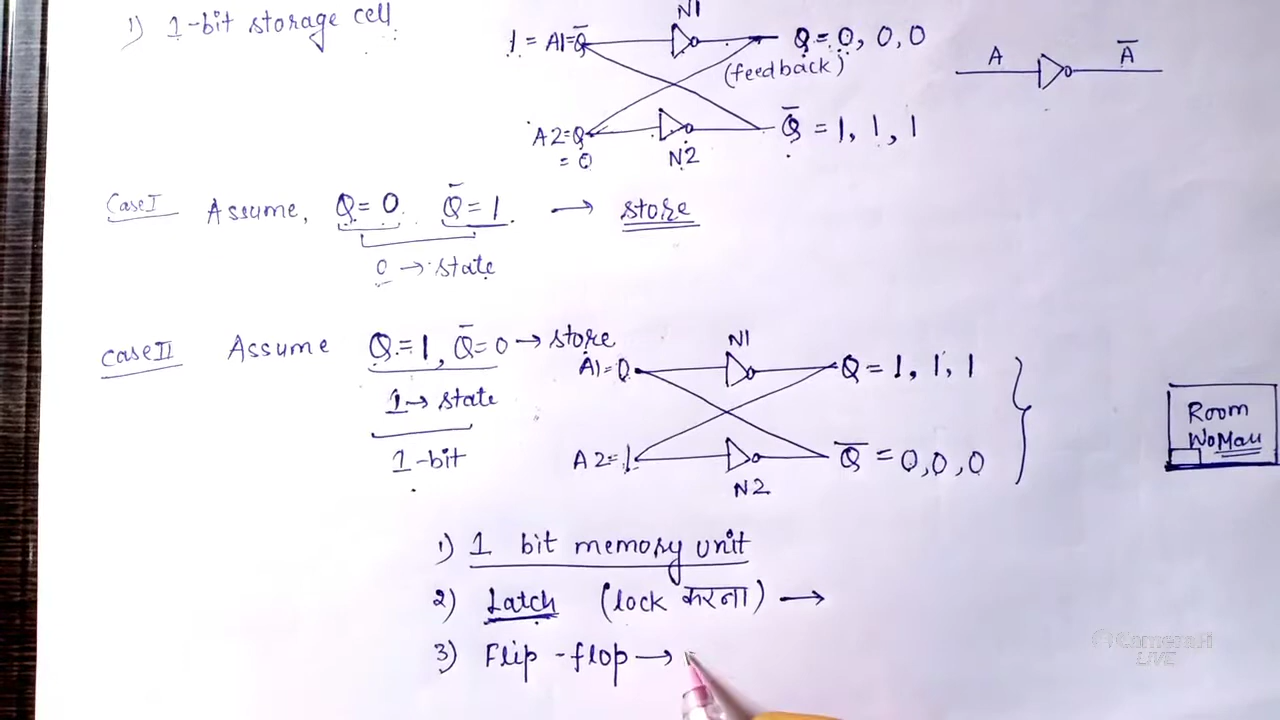 1) 1-bit storage cell
N1
1 = A1=Q̅
Q = 0, 0, 0
(feedback)
A
A̅
A2=Q
= 0
N2
Q̅ = 1, 1, 1
Case I Assume, Q = 0 Q̅ = 1 → store
0 → state
Case II Assume Q = 1, Q̅ = 0 → store
1 → state
1-bit
N1
A1=0
Q = 1, 1, 1
A2=1
N2
Q̅ = 0, 0, 0
Room
WoMan
1) 1 bit memory unit
2) Latch (lock करना) →
3) Flip-flop →
LIVE